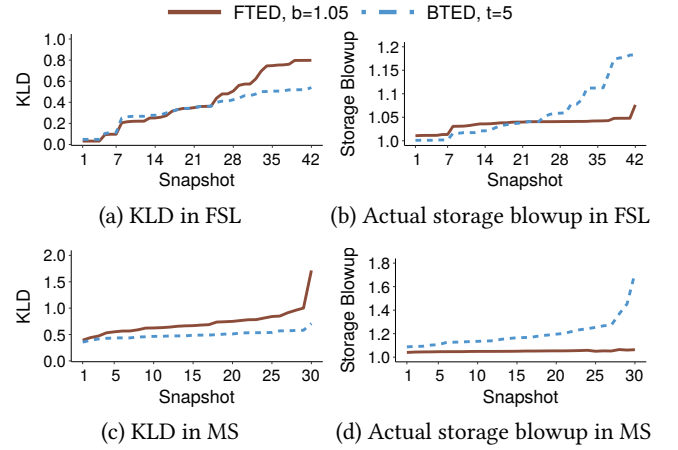 FTED, b=1.05 BTED, t=5
KLD
1.0
0.8
0.6
0.4
0.2
0.0
1 7 14 21 28 35 42
Snapshot
(a) KLD in FSL
Storage Blowup
1.2
1.15
1.1
1.05
1.0
1 7 14 21 28 35 42
Snapshot
(b) Actual storage blowup in FSL
KLD
2.0
1.5
1.0
0.5
0.0
1 5 10 15 20 25 30
Snapshot
(c) KLD in MS
Storage Blowup
1.8
1.6
1.4
1.2
1.0
1 5 10 15 20 25 30
Snapshot
(d) Actual storage blowup in MS